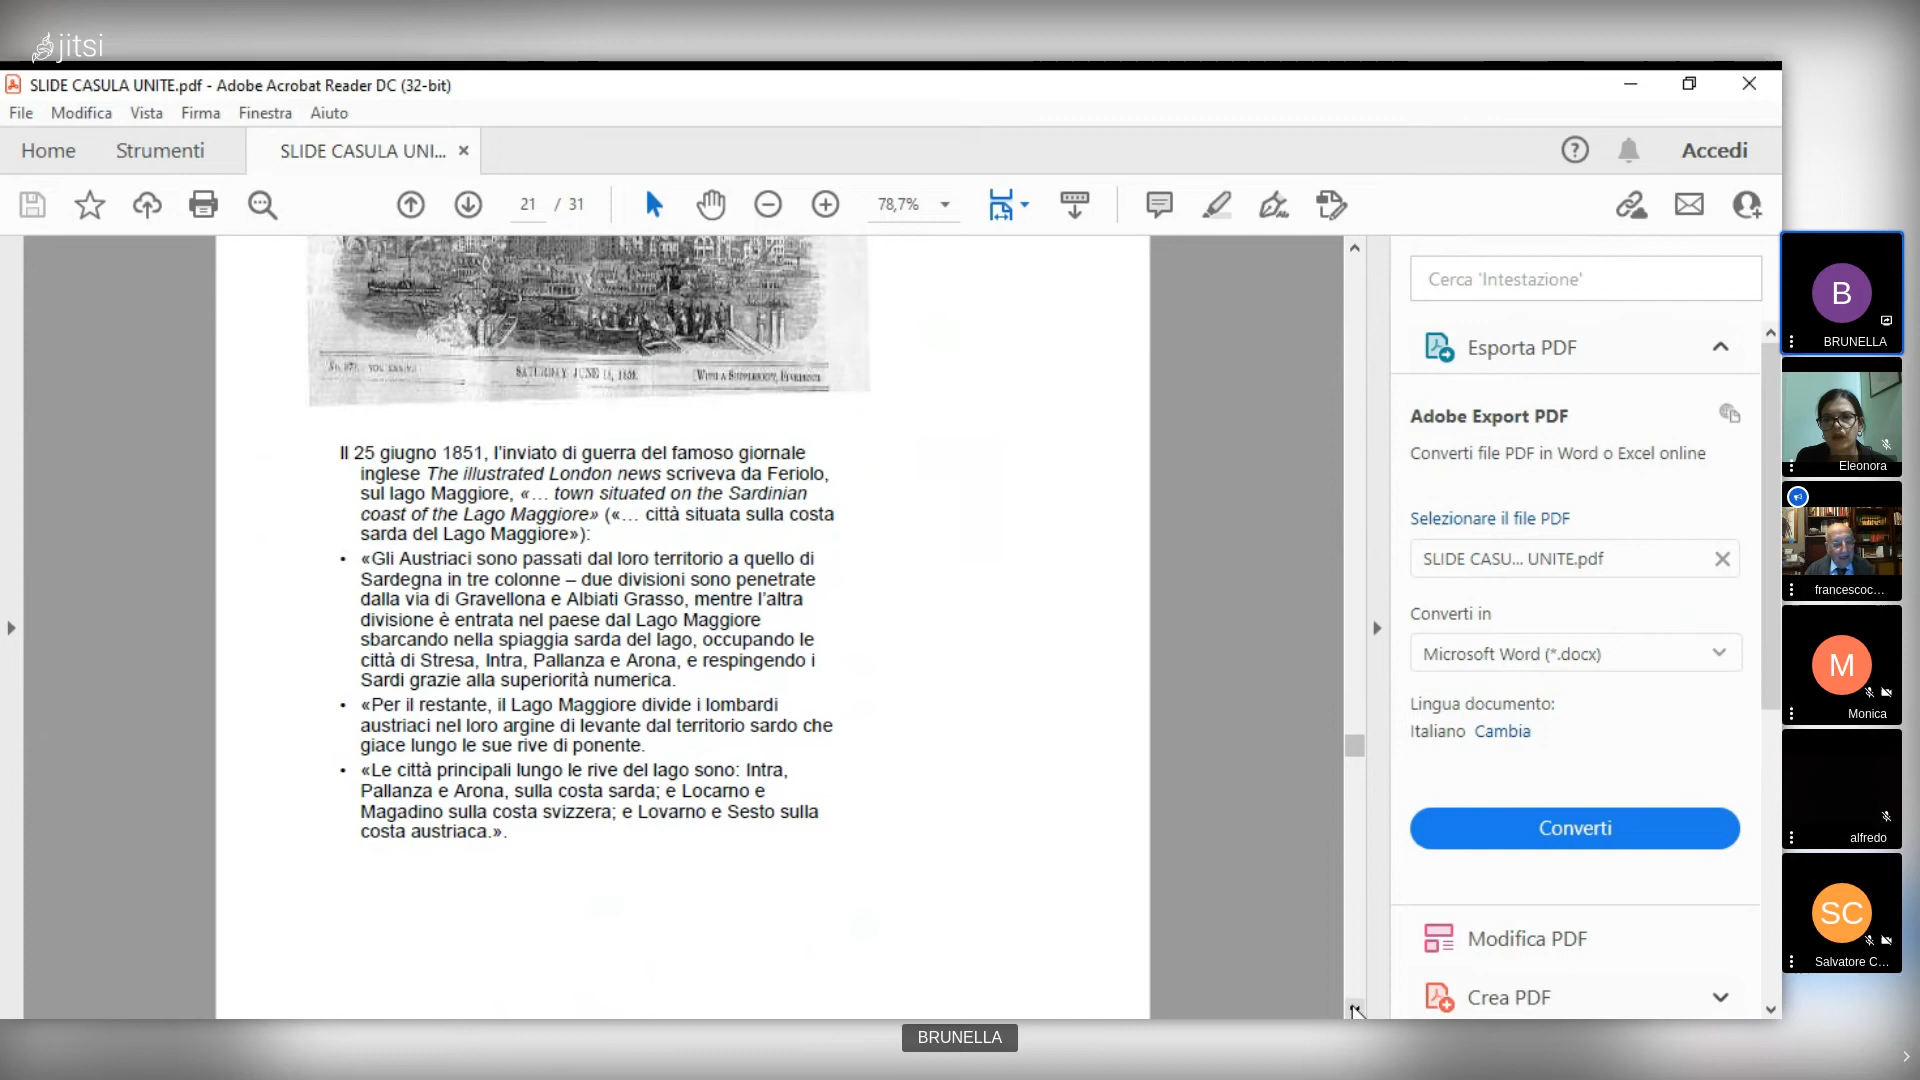 jitsi
SLIDE CASULA UNITE.pdf - Adobe Acrobat Reader DC (32-bit)
File Modifica Vista Firma Finestra Aiuto
Home Strumenti SLIDE CASULA UNI... × Accedi
21 / 31 78,7%
SATURDAY, JUNE
WITH A SUPPLEMENT, FIVEPENCE
Il 25 giugno 1851, l'inviato di guerra del famoso giornale
inglese The illustrated London news scriveva da Feriolo,
sul lago Maggiore, «… town situated on the Sardinian
coast of the Lago Maggiore» («… città situata sulla costa
sarda del Lago Maggiore»):
• «Gli Austriaci sono passati dal loro territorio a quello di
Sardegna in tre colonne – due divisioni sono penetrate
dalla via di Gravellona e Albiati Grasso, mentre l'altra
divisione è entrata nel paese dal Lago Maggiore
sbarcando nella spiaggia sarda del lago, occupando le
città di Stresa, Intra, Pallanza e Arona, e respingendo i
Sardi grazie alla superiorità numerica.
• «Per il restante, il Lago Maggiore divide i lombardi
austriaci nel loro argine di levante dal territorio sardo che
giace lungo le sue rive di ponente.
• «Le città principali lungo le rive del lago sono: Intra,
Pallanza e Arona, sulla costa sarda; e Locarno e
Magadino sulla costa svizzera; e Lovarno e Sesto sulla
costa austriaca.».
Cerca 'Intestazione'
Esporta PDF
Adobe Export PDF
Converti file PDF in Word o Excel online
Selezionare il file PDF
SLIDE CASU... UNITE.pdf
Converti in
Microsoft Word (*.docx)
Lingua documento:
Italiano Cambia
Converti
Modifica PDF
Crea PDF
B
BRUNELLA
Eleonora
francescoc...
M
Monica
alfredo
SC
Salvatore C...
BRUNELLA